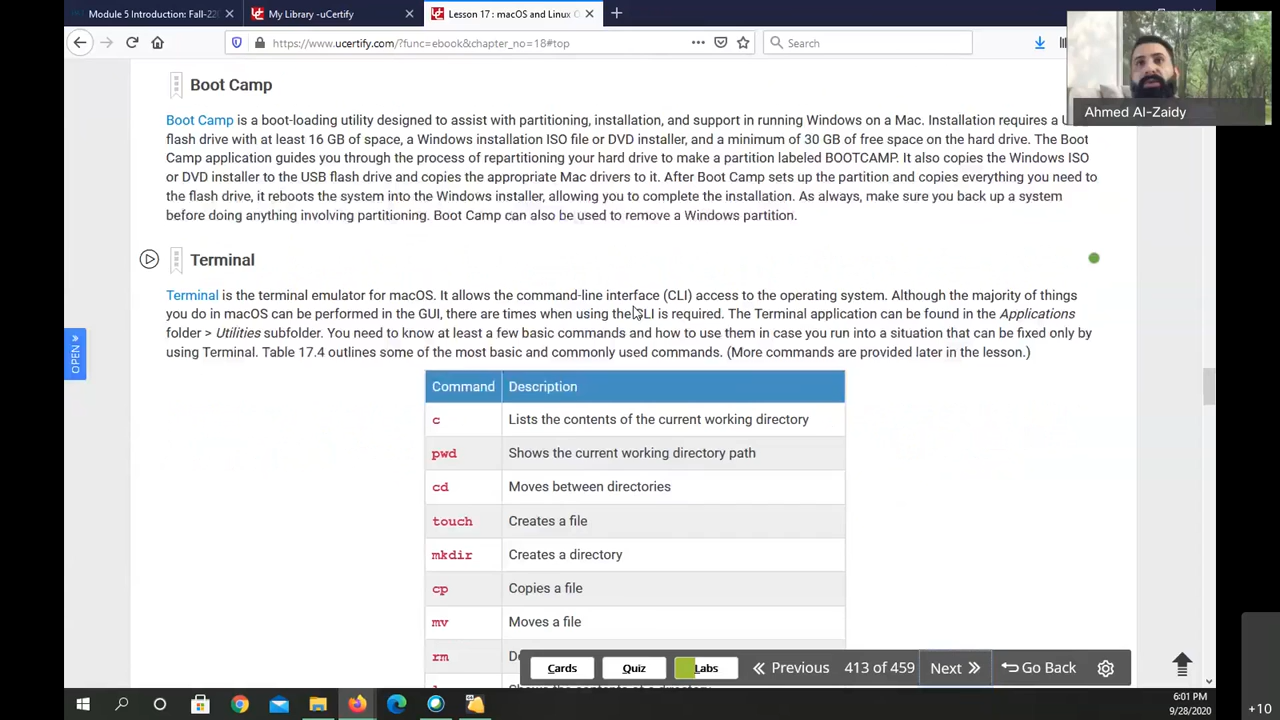 Module 5 Introduction: Fall-22
My Library -uCertify
Lesson 17 : macOS and Linux O
https://www.ucertify.com/?func=ebook&chapter_no=18#top
Search
Ahmed Al-Zaidy
Boot Camp
Boot Camp is a boot-loading utility designed to assist with partitioning, installation, and support in running Windows on a Mac. Installation requires a U
flash drive with at least 16 GB of space, a Windows installation ISO file or DVD installer, and a minimum of 30 GB of free space on the hard drive. The Boot
Camp application guides you through the process of repartitioning your hard drive to make a partition labeled BOOTCAMP. It also copies the Windows ISO
or DVD installer to the USB flash drive and copies the appropriate Mac drivers to it. After Boot Camp sets up the partition and copies everything you need to
the flash drive, it reboots the system into the Windows installer, allowing you to complete the installation. As always, make sure you back up a system
before doing anything involving partitioning. Boot Camp can also be used to remove a Windows partition.
Terminal
Terminal is the terminal emulator for macOS. It allows the command-line interface (CLI) access to the operating system. Although the majority of things
you do in macOS can be performed in the GUI, there are times when using the CLI is required. The Terminal application can be found in the Applications
folder > Utilities subfolder. You need to know at least a few basic commands and how to use them in case you run into a situation that can be fixed only by
using Terminal. Table 17.4 outlines some of the most basic and commonly used commands. (More commands are provided later in the lesson.)
OPEN »
Command Description
c Lists the contents of the current working directory
pwd Shows the current working directory path
cd Moves between directories
touch Creates a file
mkdir Creates a directory
cp Copies a file
mv Moves a file
rm
Cards Quiz Labs Previous 413 of 459 Next Go Back
6:01 PM
9/28/2020
+10